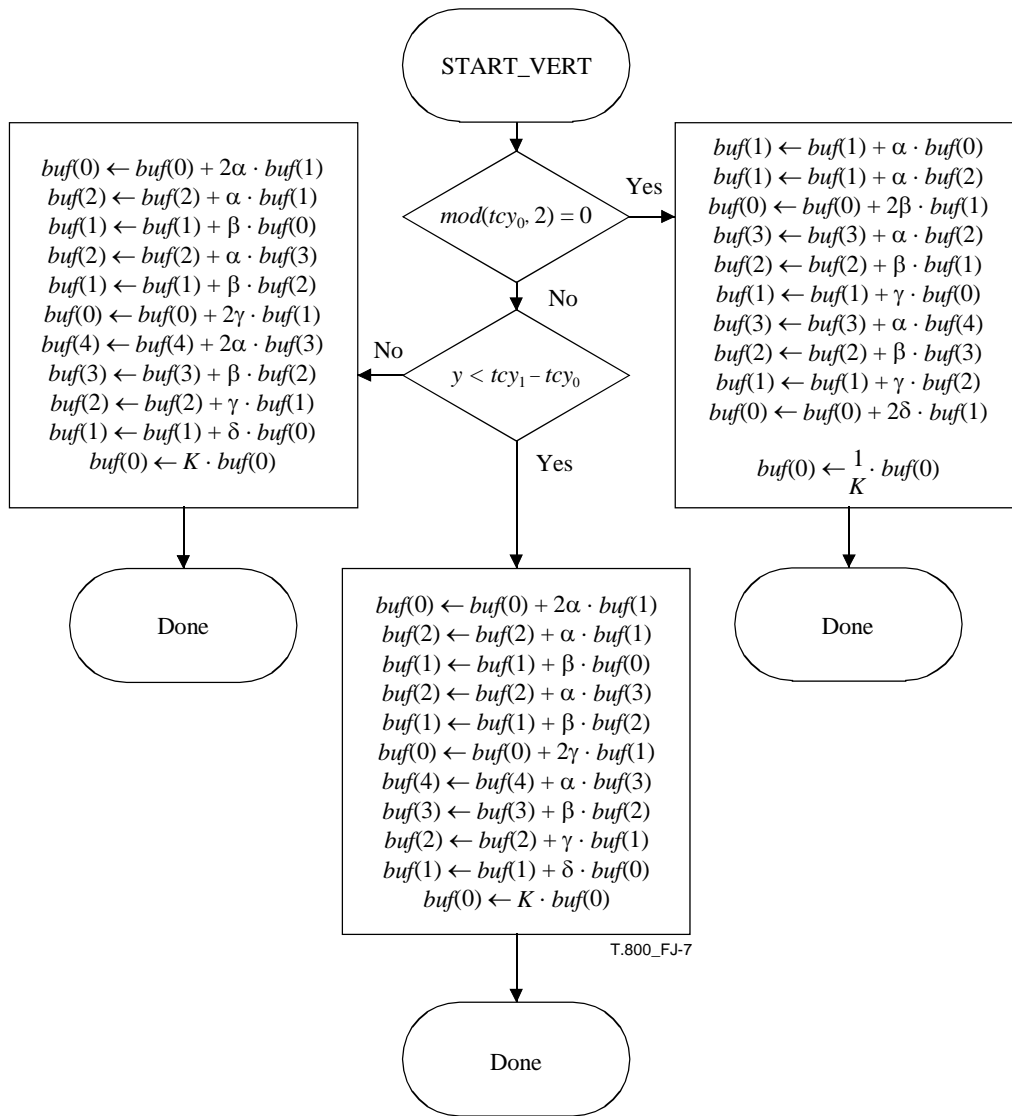 START_VERT
mod(tcy₀, 2) = 0
Yes
No
buf(1) ← buf(1) + α · buf(0)
buf(1) ← buf(1) + α · buf(2)
buf(0) ← buf(0) + 2β · buf(1)
buf(3) ← buf(3) + α · buf(2)
buf(2) ← buf(2) + β · buf(1)
buf(1) ← buf(1) + γ · buf(0)
buf(3) ← buf(3) + α · buf(4)
buf(2) ← buf(2) + β · buf(3)
buf(1) ← buf(1) + γ · buf(2)
buf(0) ← buf(0) + 2δ · buf(1)
buf(0) ← 1/K · buf(0)
Done
y < tcy₁ – tcy₀
No
Yes
buf(0) ← buf(0) + 2α · buf(1)
buf(2) ← buf(2) + α · buf(1)
buf(1) ← buf(1) + β · buf(0)
buf(2) ← buf(2) + α · buf(3)
buf(1) ← buf(1) + β · buf(2)
buf(0) ← buf(0) + 2γ · buf(1)
buf(4) ← buf(4) + 2α · buf(3)
buf(3) ← buf(3) + β · buf(2)
buf(2) ← buf(2) + γ · buf(1)
buf(1) ← buf(1) + δ · buf(0)
buf(0) ← K · buf(0)
Done
buf(0) ← buf(0) + 2α · buf(1)
buf(2) ← buf(2) + α · buf(1)
buf(1) ← buf(1) + β · buf(0)
buf(2) ← buf(2) + α · buf(3)
buf(1) ← buf(1) + β · buf(2)
buf(0) ← buf(0) + 2γ · buf(1)
buf(4) ← buf(4) + α · buf(3)
buf(3) ← buf(3) + β · buf(2)
buf(2) ← buf(2) + γ · buf(1)
buf(1) ← buf(1) + δ · buf(0)
buf(0) ← K · buf(0)
T.800_FJ-7
Done